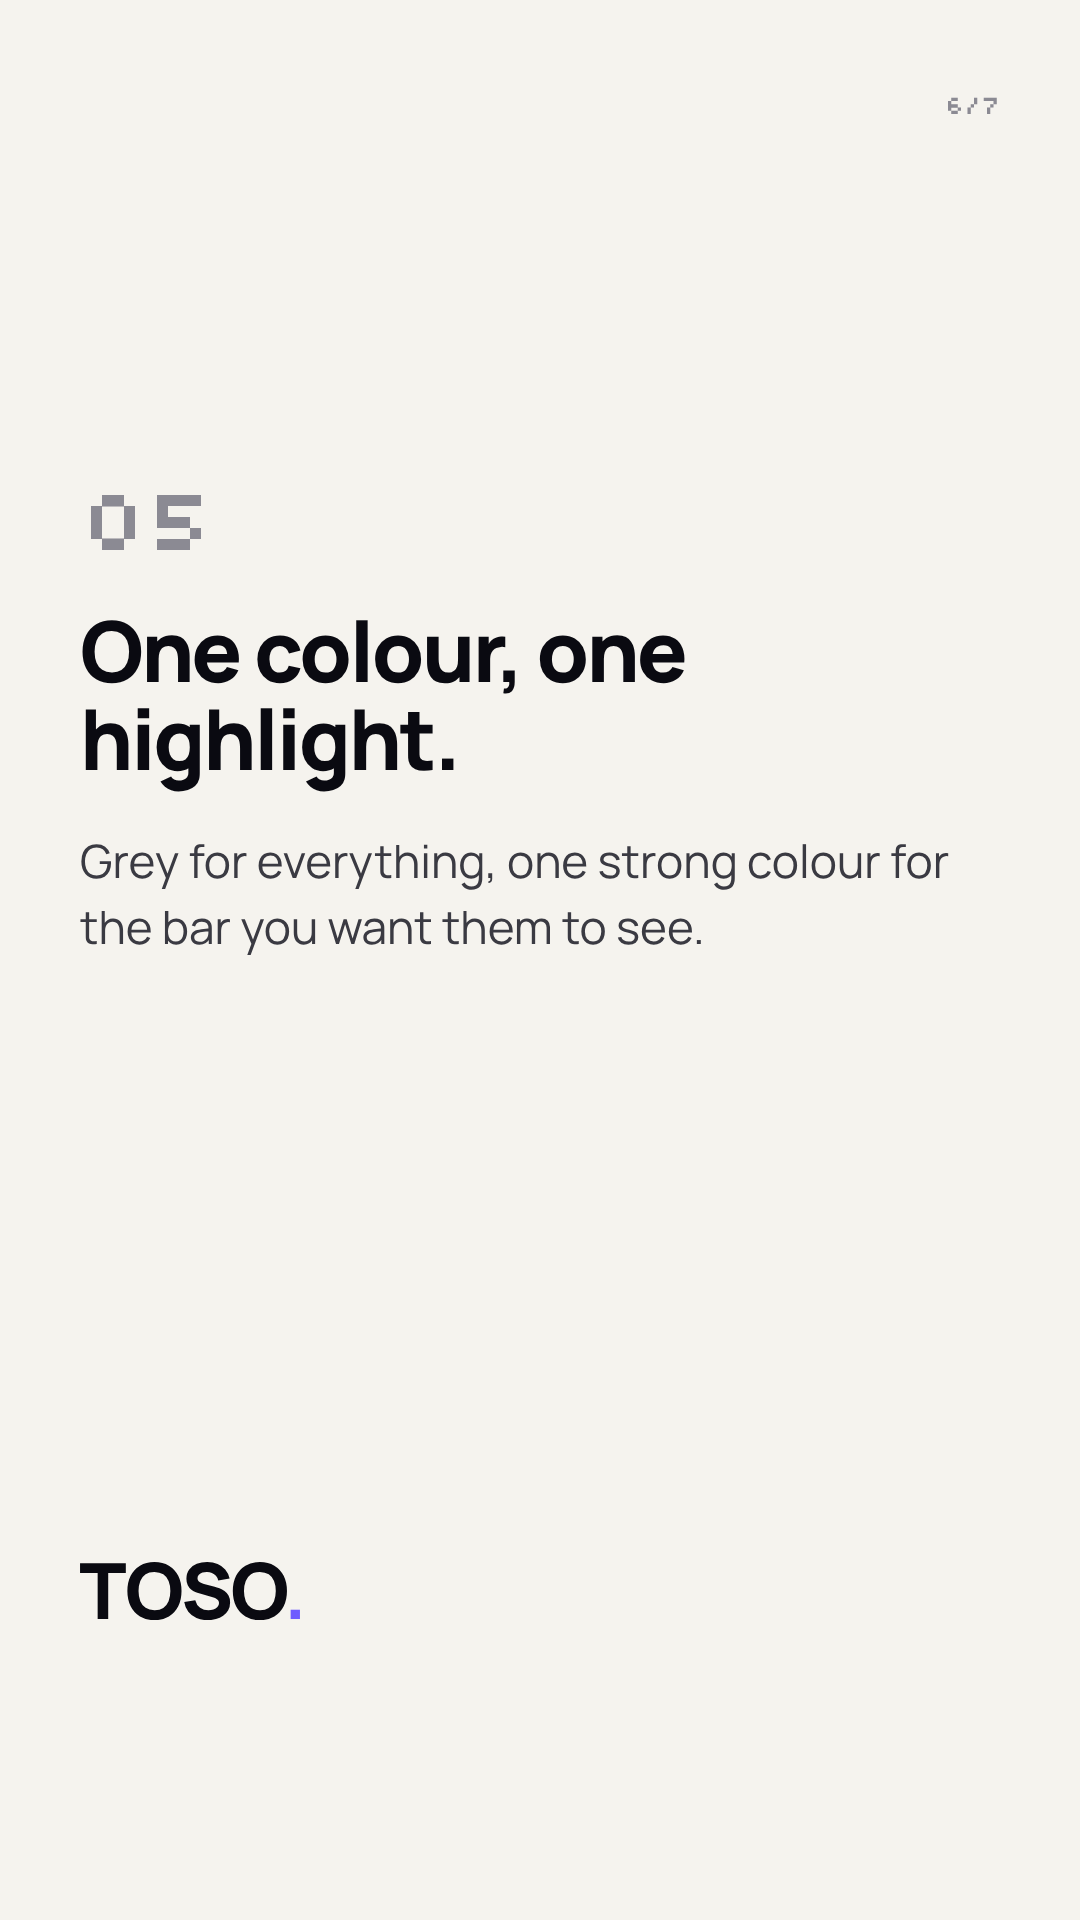 6/7
05
One colour, one
highlight.
Grey for everything, one strong colour for
the bar you want them to see.
TOSO.